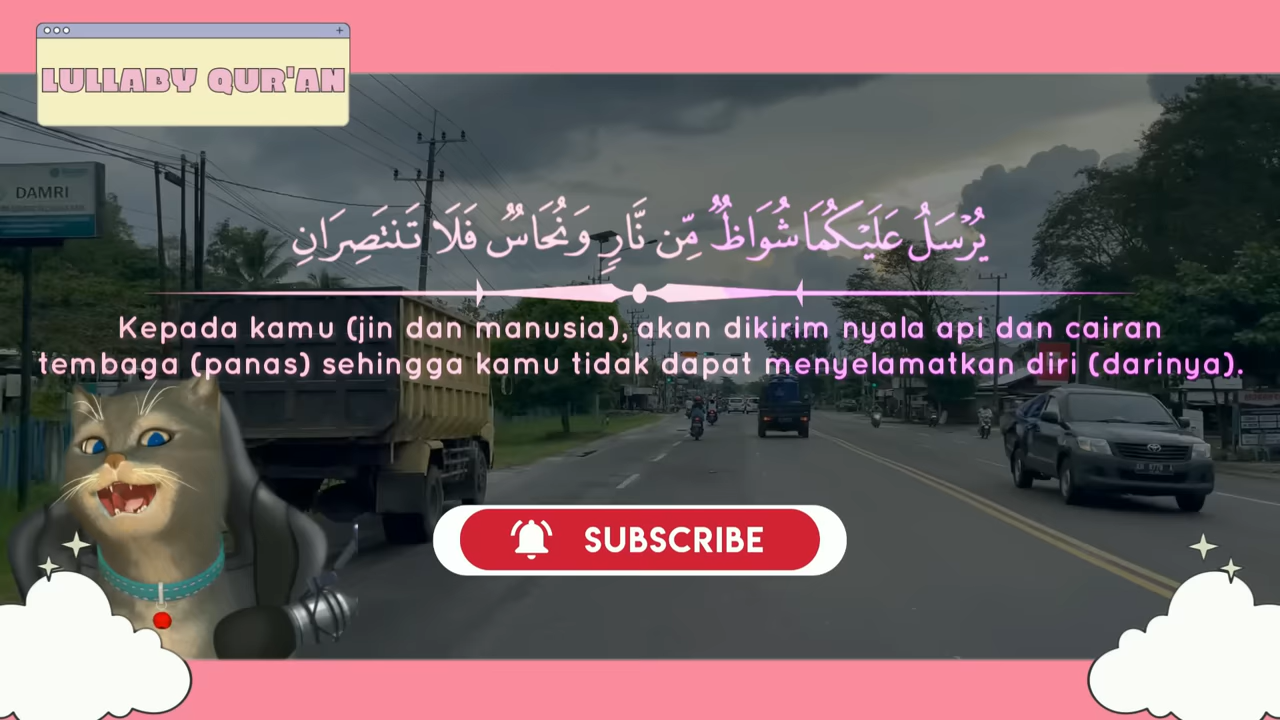 LULLABY QUR'AN
DAMRI
يُرْسَلُ عَلَيْكُمَا شُوَاظٌ مِّن نَّارٍ وَنُحَاسٌ فَلَا تَنتَصِرَانِ
Kepada kamu (jin dan manusia), akan dikirim nyala api dan cairan
tembaga (panas) sehingga kamu tidak dapat menyelamatkan diri (darinya).
SUBSCRIBE